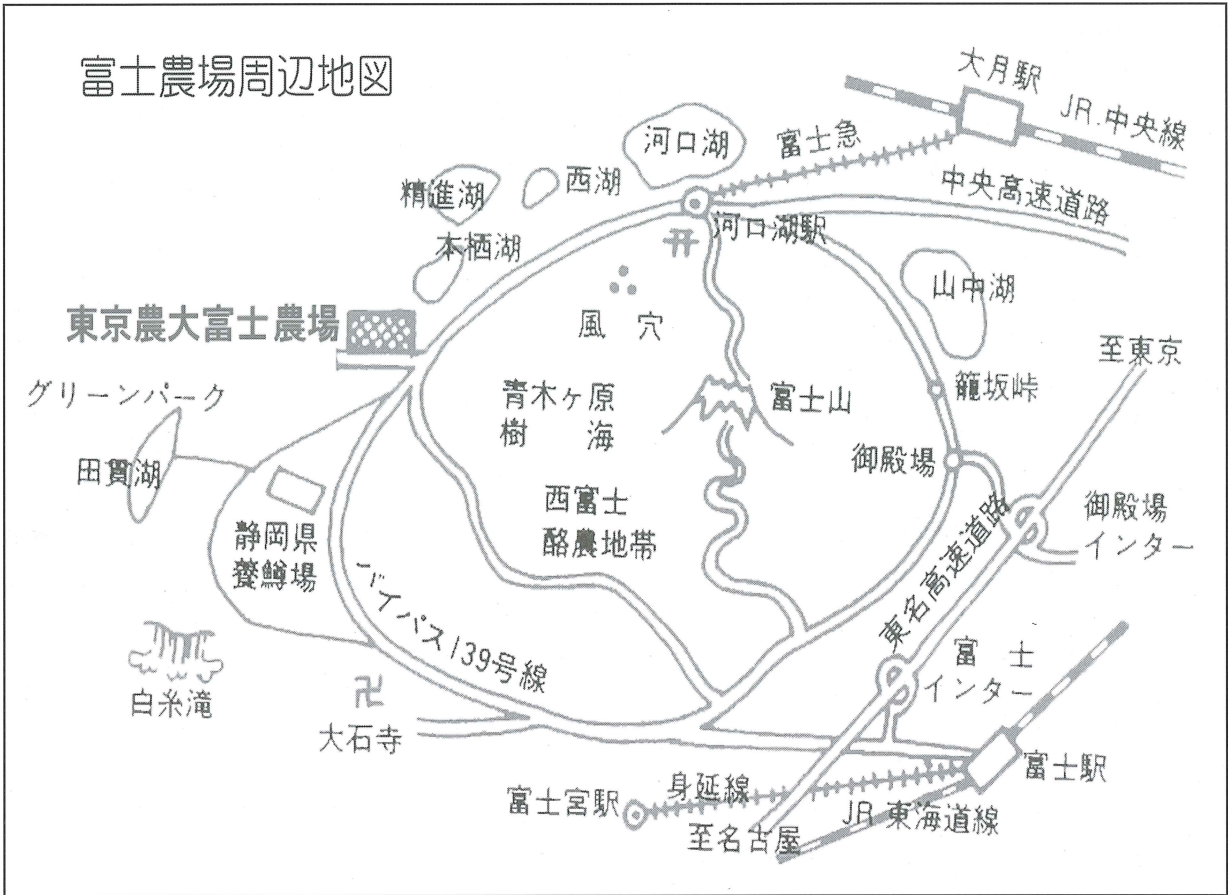 富士農場周辺地図
大月駅
JR.中央線
富士急
河口湖
西湖
精進湖
本栖湖
中央高速道路
河口湖駅
山中湖
東京農大富士農場
風穴
至東京
グリーンパーク
青木ヶ原
樹海
富士山
籠坂峠
田貫湖
御殿場
西富士
酪農地帯
御殿場
インター
静岡県
養鱒場
東名高速道路
バイパス139号線
富士
インター
白糸滝
卍
大石寺
富士駅
富士宮駅
身延線
JR 東海道線
至名古屋